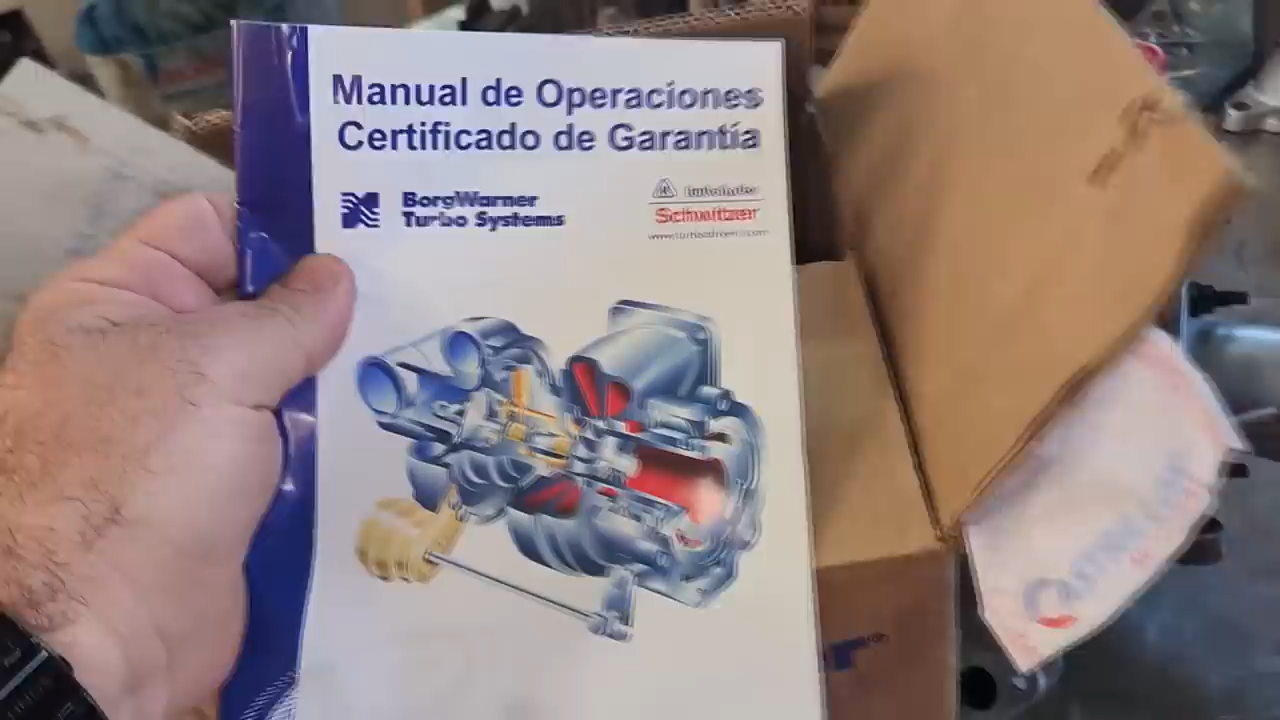 Manual de Operaciones
Certificado de Garantía
BorgWarner
Turbo Systems
Schwitzer